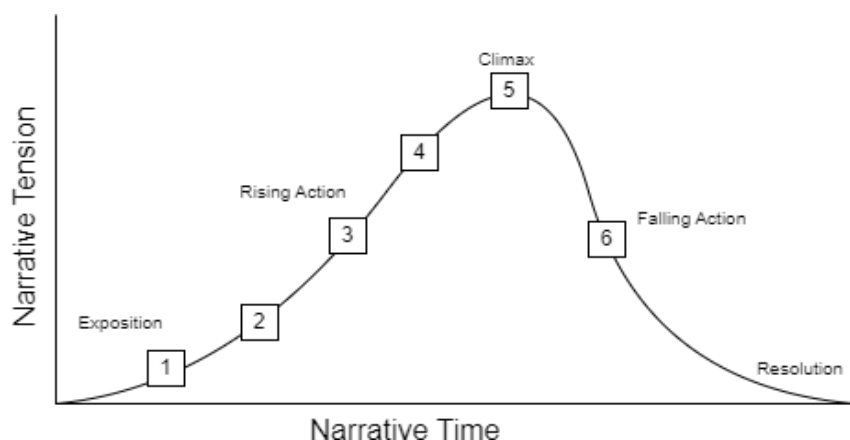 Climax
5
4
Rising Action
3
6
Falling Action
Narrative Tension
Exposition
2
1
Resolution
Narrative Time